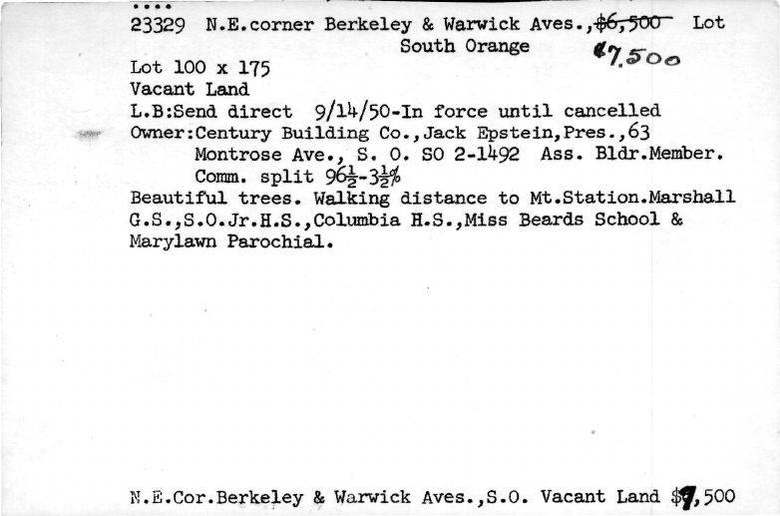 23329 N.E.corner Berkeley & Warwick Aves.,$6,500 Lot
South Orange $7,500
Lot 100 x 175
Vacant Land
L.B:Send direct 9/14/50-In force until cancelled
Owner:Century Building Co.,Jack Epstein,Pres.,63
Montrose Ave., S. O. SO 2-1492 Ass. Bldr.Member.
Comm. split 96½-3½%
Beautiful trees. Walking distance to Mt.Station.Marshall
G.S.,S.O.Jr.H.S.,Columbia H.S.,Miss Beards School &
Marylawn Parochial.
N.E.Cor.Berkeley & Warwick Aves.,S.O. Vacant Land $7,500